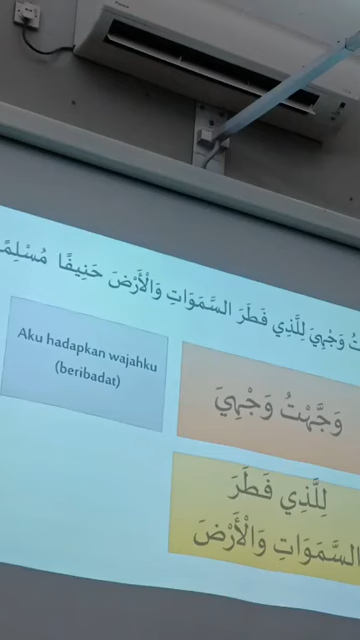 وَجْهِيَ لِلَّذِي فَطَرَ السَّمَوَاتِ وَالْأَرْضَ حَنِيفًا مُسْلِمًا
Aku hadapkan wajahku
(beribadat)
وَجَّهْتُ وَجْهِيَ
لِلَّذِي فَطَرَ
السَّمَوَاتِ وَالْأَرْضَ